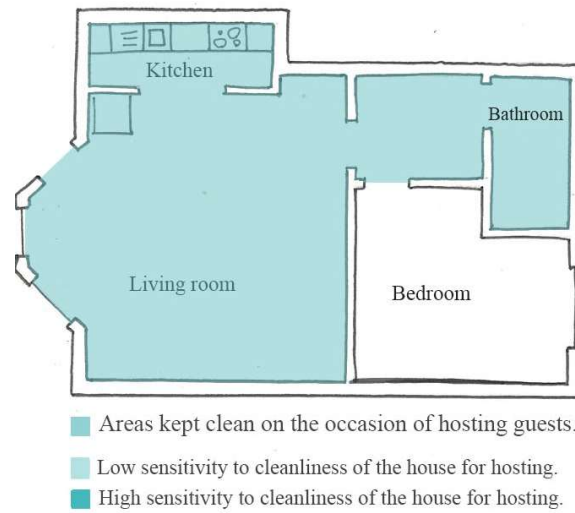 Kitchen
Bathroom
Living room
Bedroom
Areas kept clean on the occasion of hosting guests.
Low sensitivity to cleanliness of the house for hosting.
High sensitivity to cleanliness of the house for hosting.